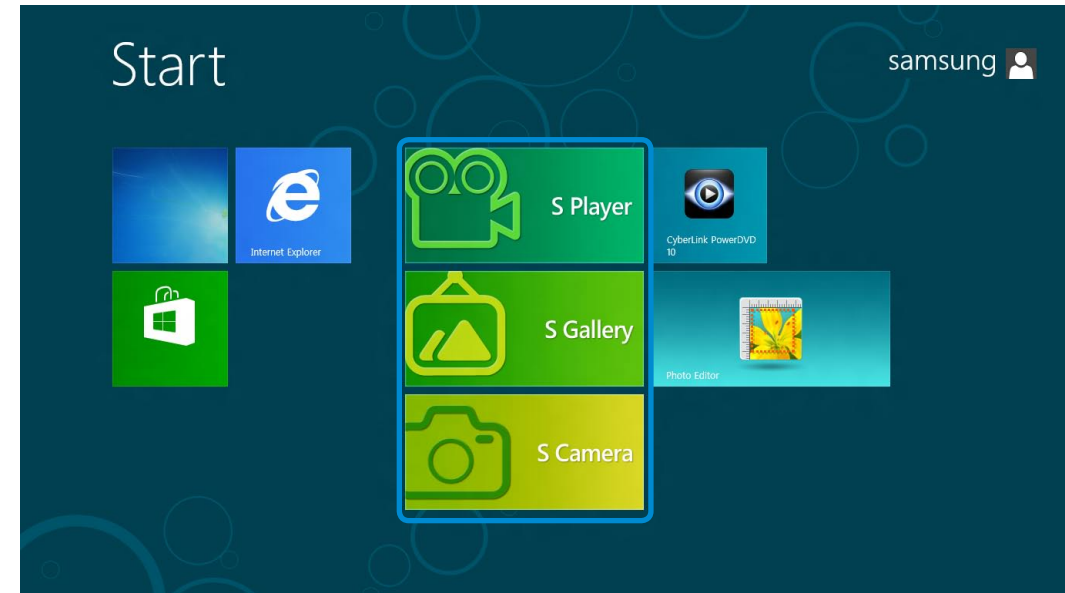 Start
samsung
Internet Explorer
S Player
S Gallery
S Camera
CyberLink PowerDVD
10
Photo Editor